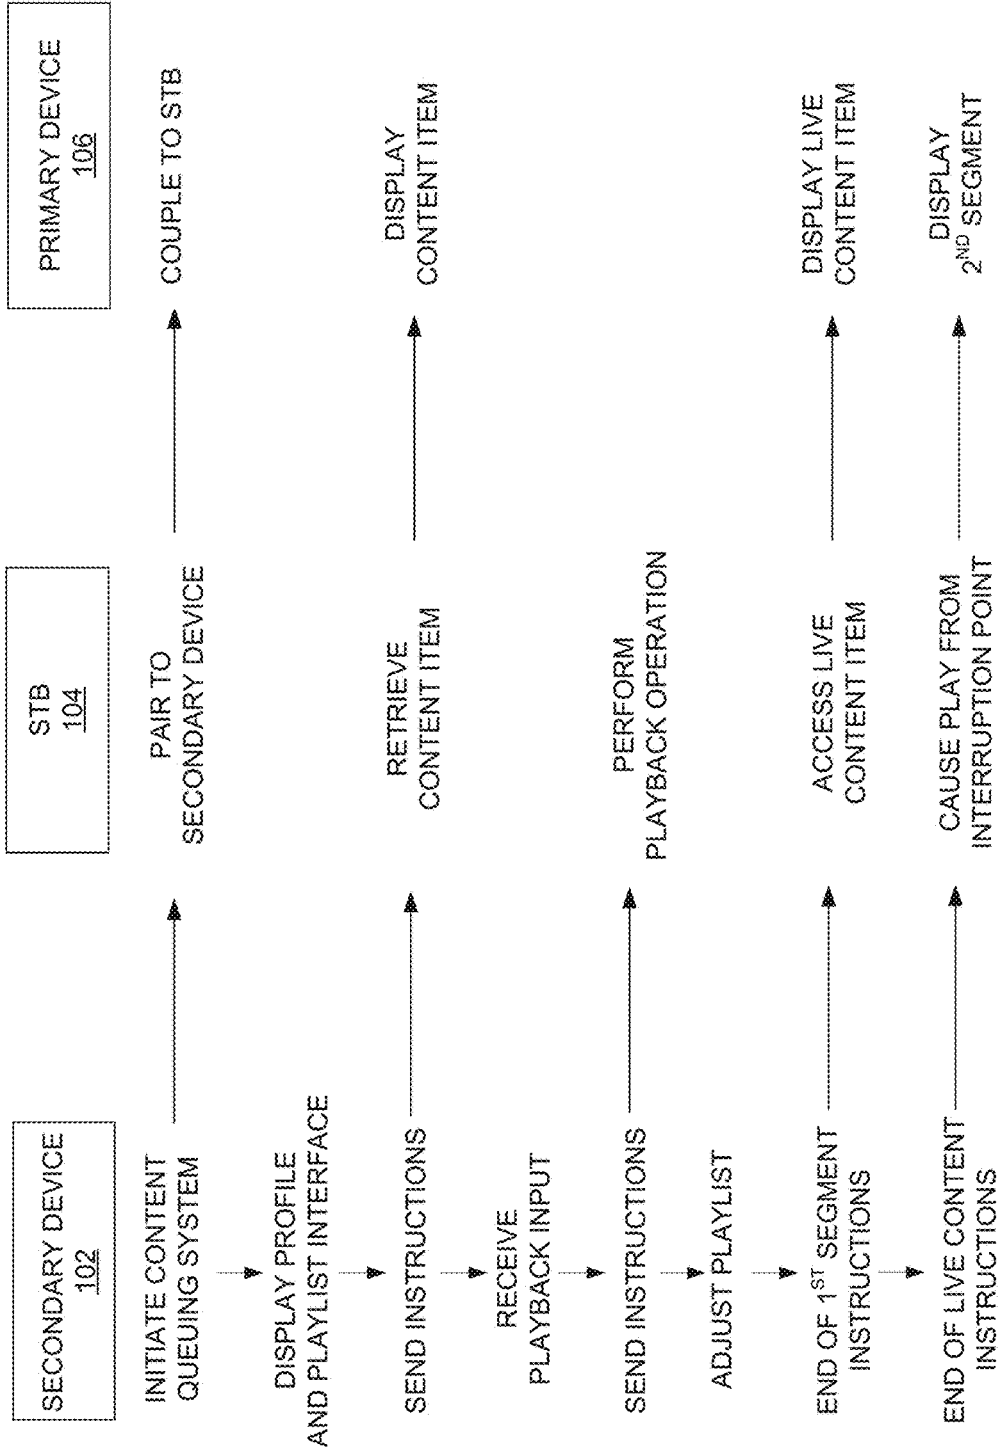 SECONDARY DEVICE
102
STB
104
PRIMARY DEVICE
106
INITIATE CONTENT
QUEUING SYSTEM
PAIR TO
SECONDARY DEVICE
COUPLE TO STB
DISPLAY PROFILE
AND PLAYLIST INTERFACE
SEND INSTRUCTIONS
RETRIEVE
CONTENT ITEM
DISPLAY
CONTENT ITEM
RECEIVE
PLAYBACK INPUT
SEND INSTRUCTIONS
PERFORM
PLAYBACK OPERATION
ADJUST PLAYLIST
END OF 1ST SEGMENT
INSTRUCTIONS
ACCESS LIVE
CONTENT ITEM
DISPLAY LIVE
CONTENT ITEM
END OF LIVE CONTENT
INSTRUCTIONS
CAUSE PLAY FROM
INTERRUPTION POINT
DISPLAY
2ND SEGMENT